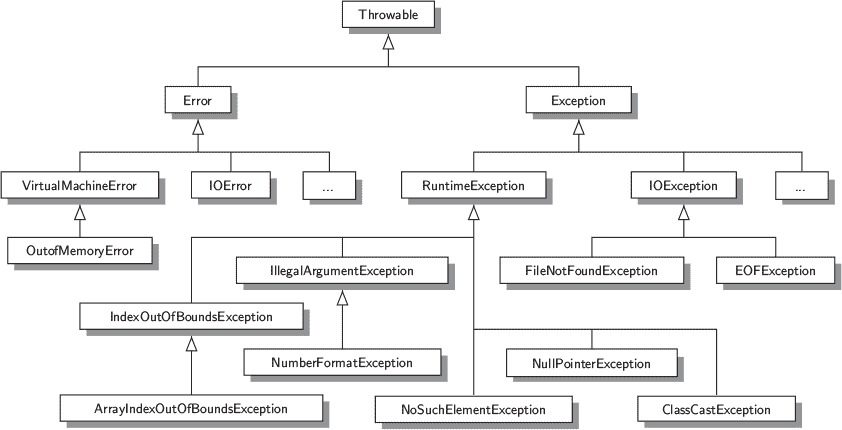 Throwable
Error
Exception
VirtualMachineError
IOError
...
RuntimeException
IOException
...
OutofMemoryError
IllegalArgumentException
FileNotFoundException
EOFException
IndexOutOfBoundsException
NumberFormatException
NullPointerException
ArrayIndexOutOfBoundsException
NoSuchElementException
ClassCastException